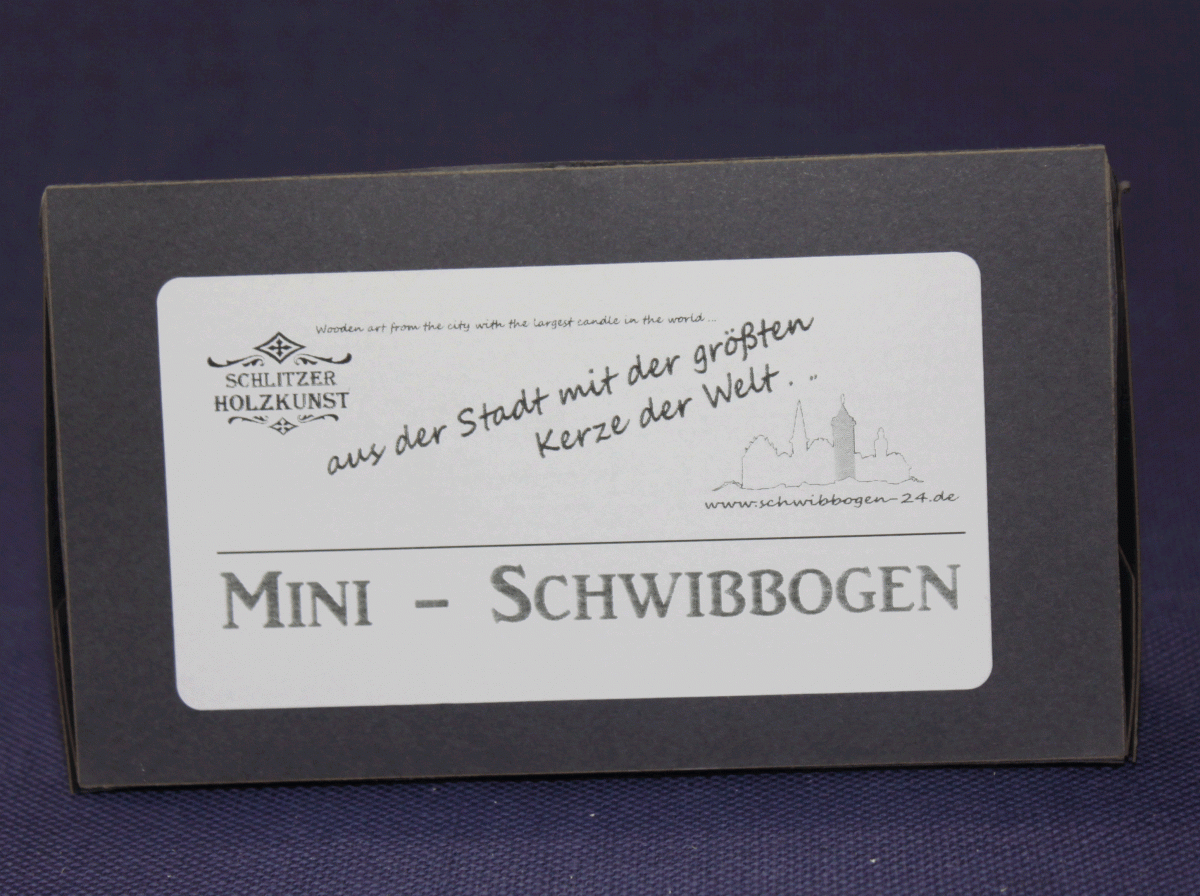 Wooden art from the city with the largest candle in the world ...
SCHLITZER
HOLZKUNST
aus der Stadt mit der größten
Kerze der Welt . ..
www.schwibbogen-24.de
MINI - SCHWIBBOGEN